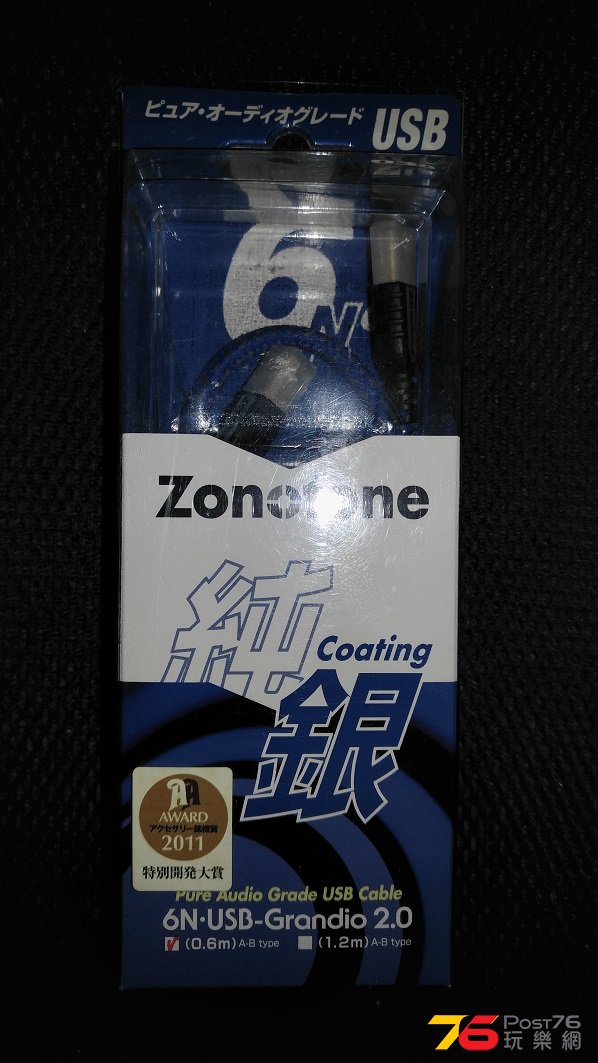 ピュア・オーディオグレード USB
6N・
Zonotone
純
Coating
銀
AWARD
アクセサリー銘機賞
2011
特別開発大賞
Pure Audio Grade USB Cable
6N・USB-Grandio 2.0
(0.6m) A-B type (1.2m) A-B type
76 POST76
玩樂網